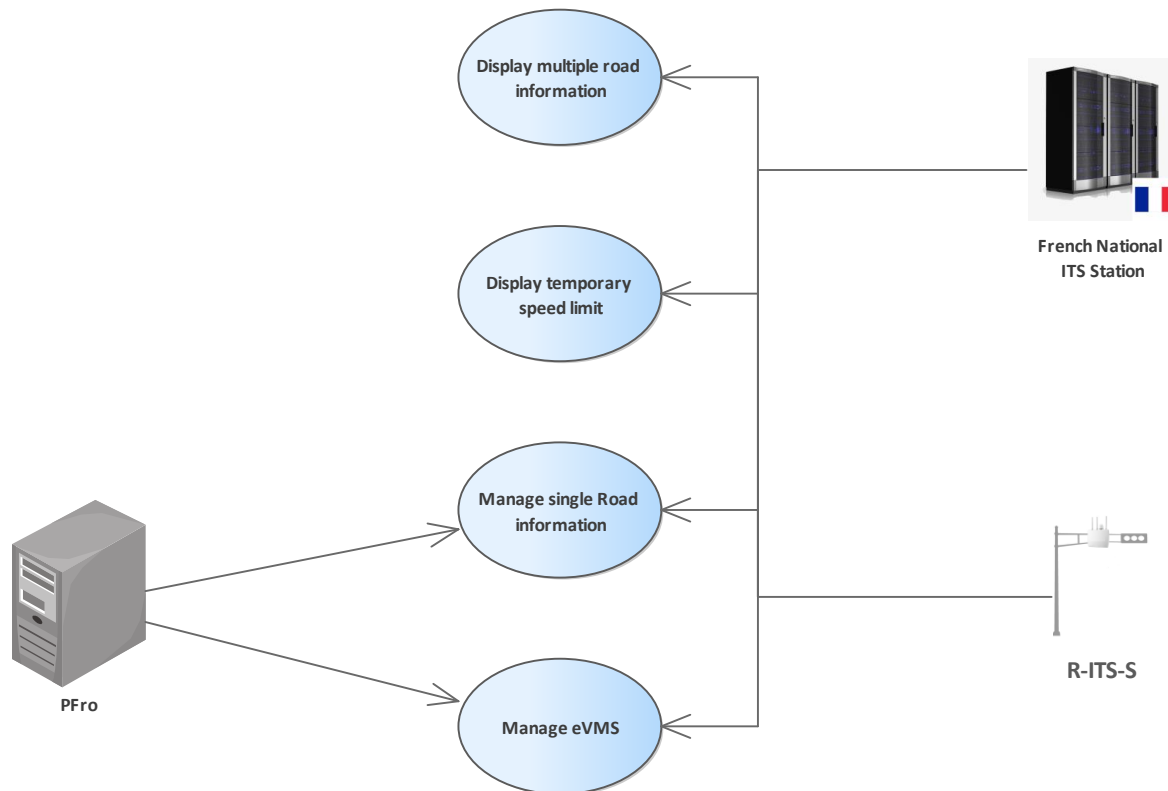 Display multiple road
information
French National
ITS Station
Display temporary
speed limit
Manage single Road
information
R-ITS-S
PFro
Manage eVMS